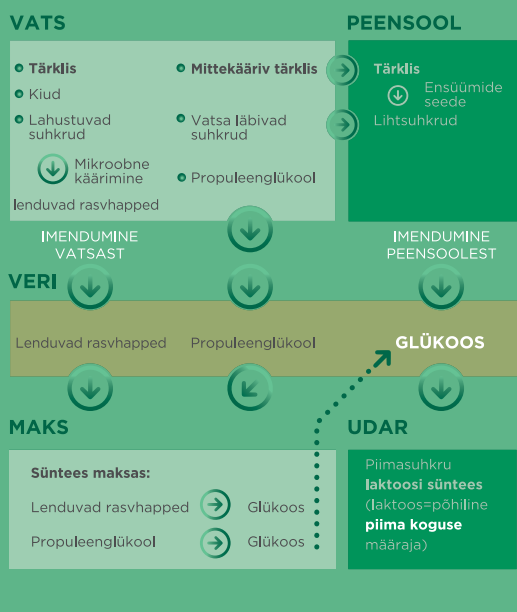 VATS
Tärklis
Kiud
Lahustuvad
suhkrud
Mikroobne
käärimine
lenduvad rasvhapped
Mittekääriv tärklis
Vatsa läbivad
suhkrud
Propuleenglükool
PEENSOOL
Tärklis
Ensüümide
seede
Lihtsuhkrud
IMENDUMINE
VATSAST
IMENDUMINE
PEENSOOLEST
VERI
Lenduvad rasvhapped
Propuleenglükool
GLÜKOOS
MAKS
Süntees maksas:
Lenduvad rasvhapped
Glükoos
Propuleenglükool
Glükoos
UDAR
Piimasuhkru
laktoosi süntees
(laktoos=põhiline
piima koguse
määraja)